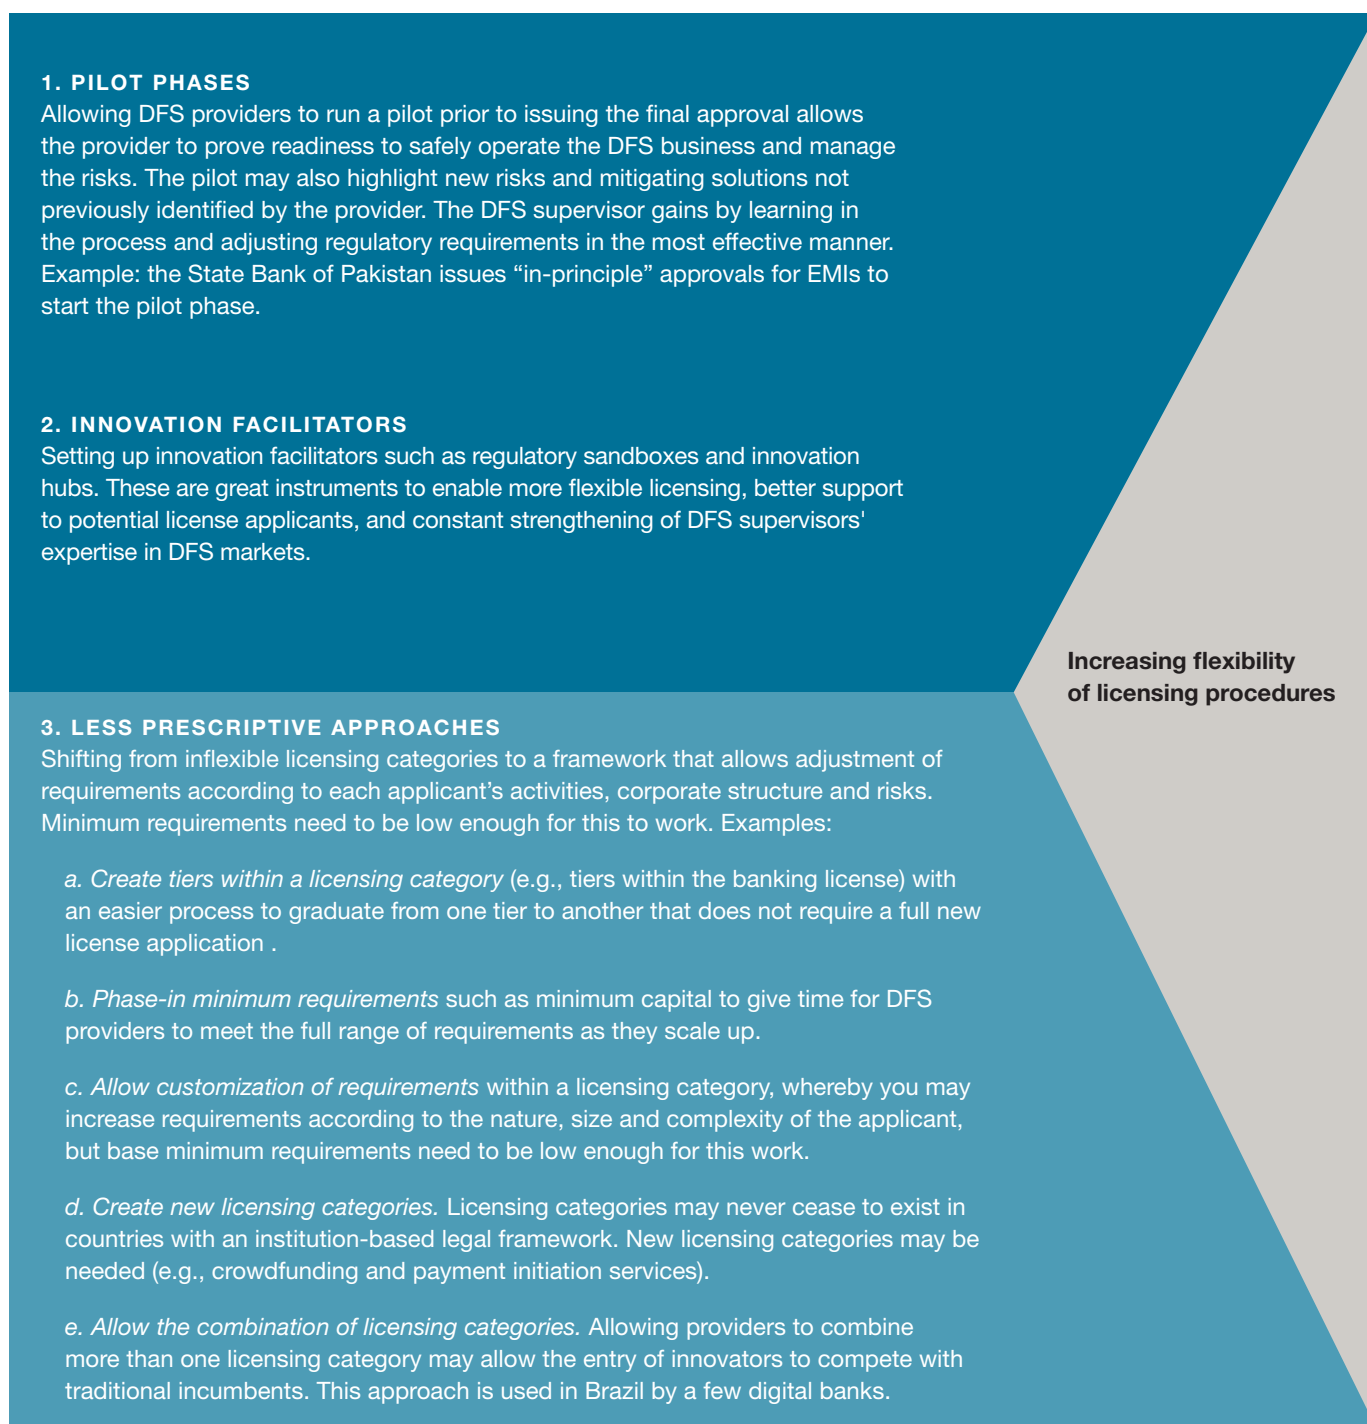 1. PILOT PHASES
Allowing DFS providers to run a pilot prior to issuing the final approval allows
the provider to prove readiness to safely operate the DFS business and manage
the risks. The pilot may also highlight new risks and mitigating solutions not
previously identified by the provider. The DFS supervisor gains by learning in
the process and adjusting regulatory requirements in the most effective manner.
Example: the State Bank of Pakistan issues “in-principle” approvals for EMIs to
start the pilot phase.
2. INNOVATION FACILITATORS
Setting up innovation facilitators such as regulatory sandboxes and innovation
hubs. These are great instruments to enable more flexible licensing, better support
to potential license applicants, and constant strengthening of DFS supervisors'
expertise in DFS markets.
Increasing flexibility
of licensing procedures
3. LESS PRESCRIPTIVE APPROACHES
Shifting from inflexible licensing categories to a framework that allows adjustment of
requirements according to each applicant’s activities, corporate structure and risks.
Minimum requirements need to be low enough for this to work. Examples:
a. Create tiers within a licensing category (e.g., tiers within the banking license) with
an easier process to graduate from one tier to another that does not require a full new
license application .
b. Phase-in minimum requirements such as minimum capital to give time for DFS
providers to meet the full range of requirements as they scale up.
c. Allow customization of requirements within a licensing category, whereby you may
increase requirements according to the nature, size and complexity of the applicant,
but base minimum requirements need to be low enough for this work.
d. Create new licensing categories. Licensing categories may never cease to exist in
countries with an institution-based legal framework. New licensing categories may be
needed (e.g., crowdfunding and payment initiation services).
e. Allow the combination of licensing categories. Allowing providers to combine
more than one licensing category may allow the entry of innovators to compete with
traditional incumbents. This approach is used in Brazil by a few digital banks.